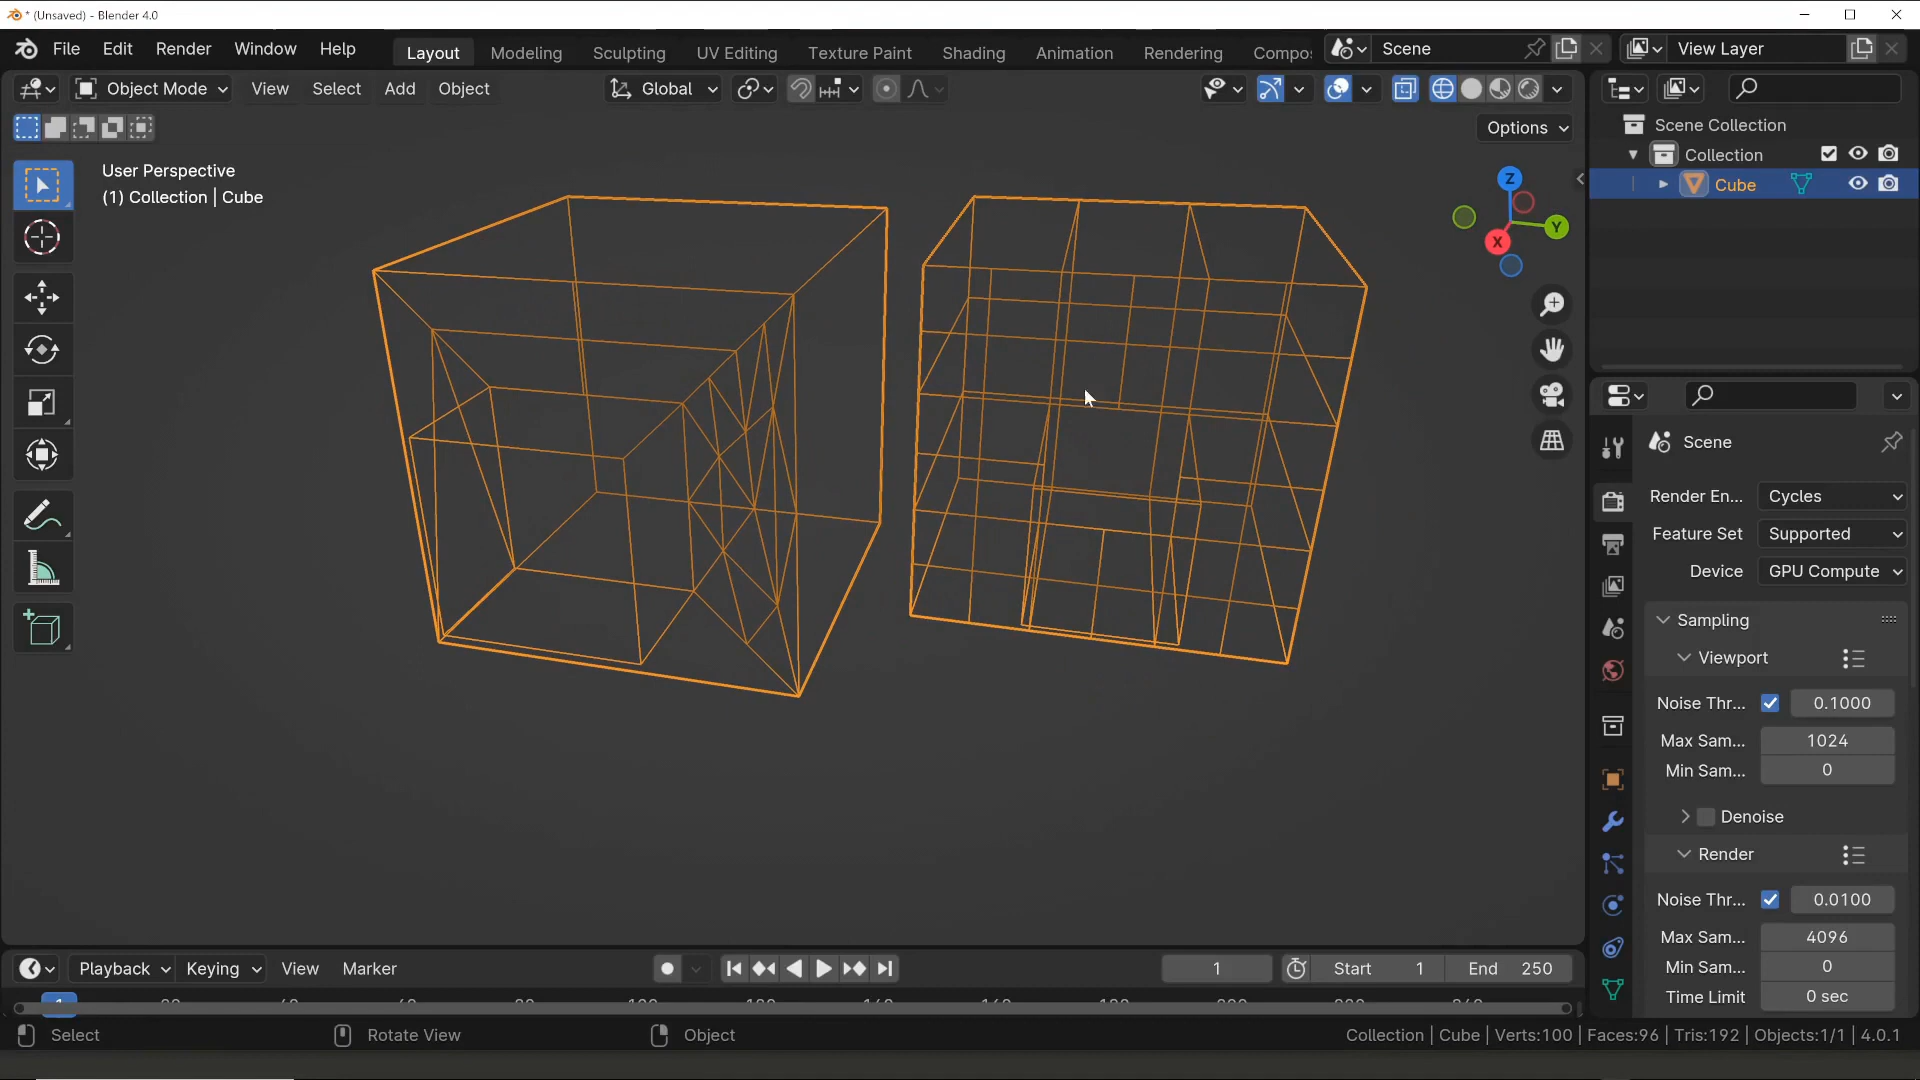 * (Unsaved) - Blender 4.0
File Edit Render Window Help Layout Modeling Sculpting UV Editing Texture Paint Shading Animation Rendering Compo Scene View Layer
Object Mode View Select Add Object Global
Options
User Perspective
(1) Collection | Cube
Z
Y
X
Scene Collection
Collection
Cube
Scene
Render En... Cycles
Feature Set Supported
Device GPU Compute
Sampling
Viewport
Noise Thr... 0.1000
Max Sam... 1024
Min Sam... 0
Denoise
Render
Noise Thr... 0.0100
Max Sam... 4096
Min Sam... 0
Time Limit 0 sec
Playback Keying View Marker 1 Start 1 End 250
Select Rotate View Object Collection | Cube | Verts:100 | Faces:96 | Tris:192 | Objects:1/1 | 4.0.1